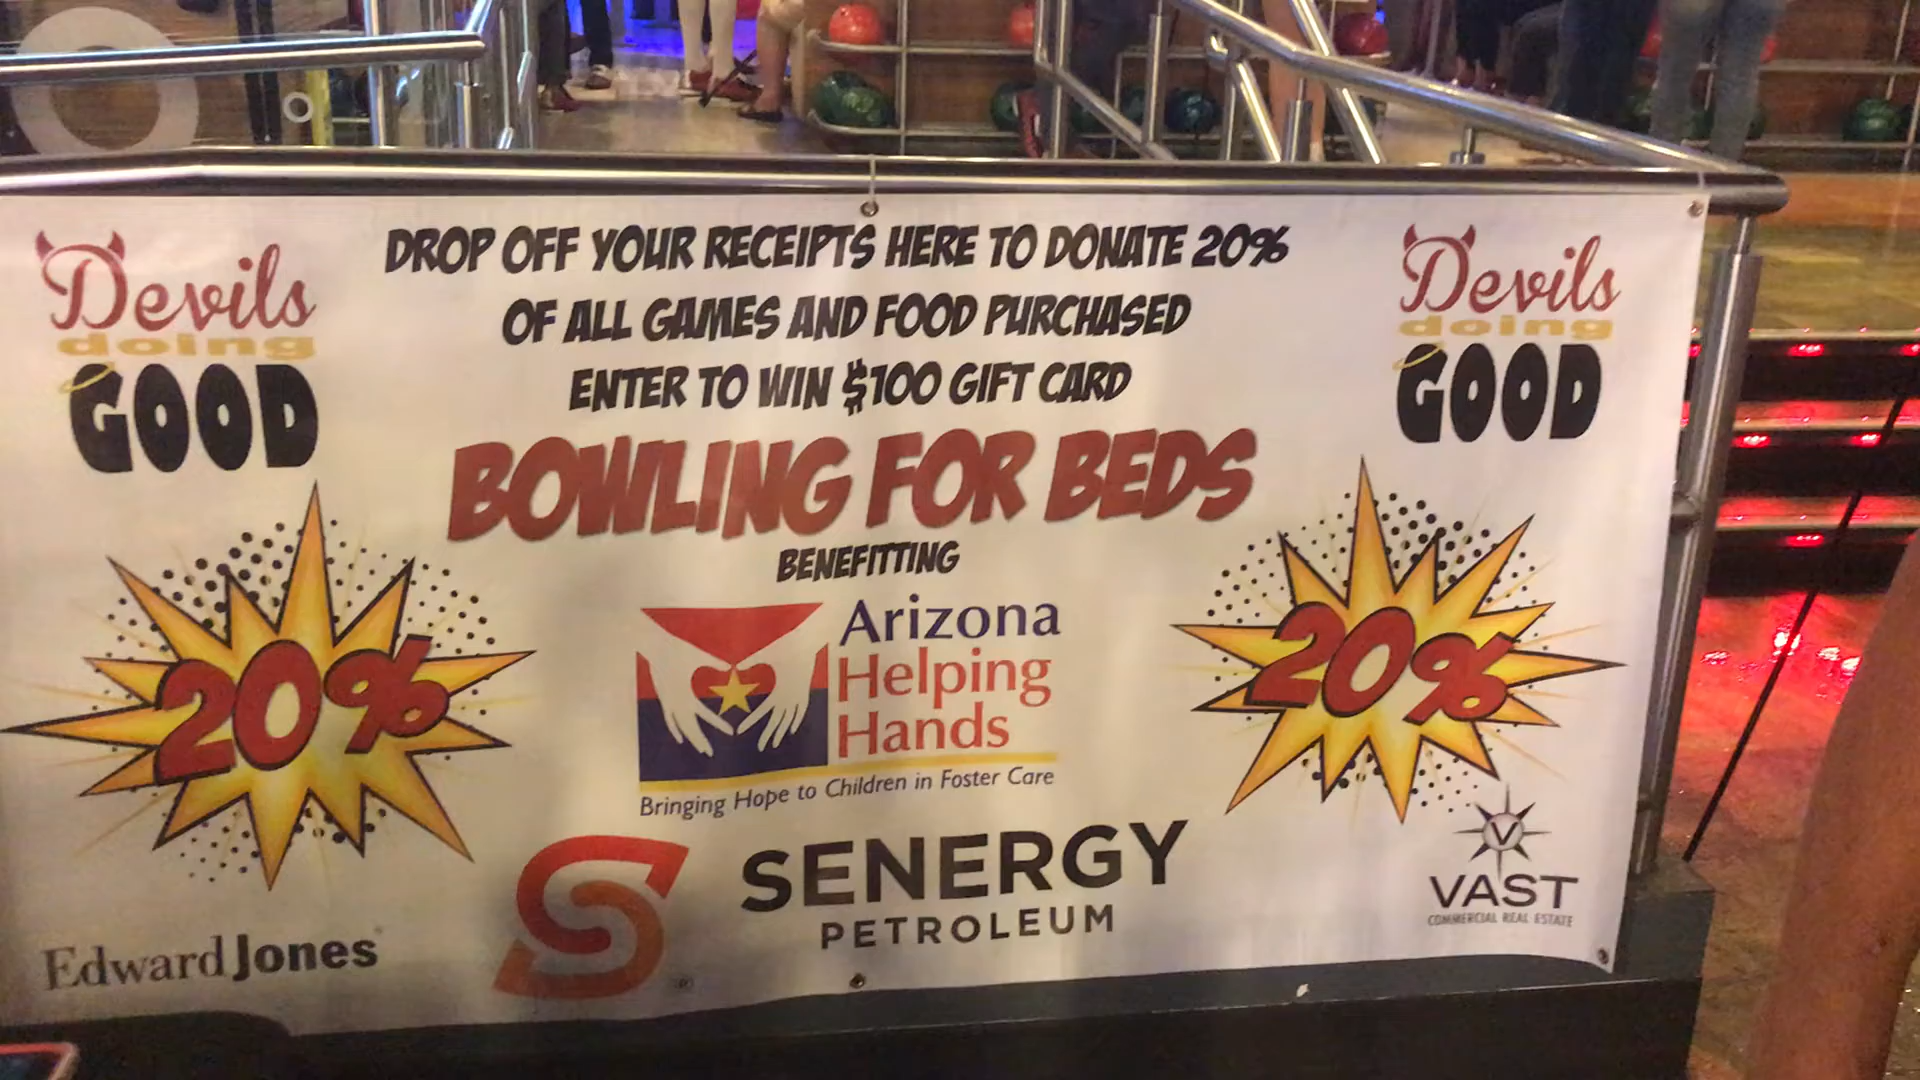 Devils
doing
GOOD
DROP OFF YOUR RECEIPTS HERE TO DONATE 20%
OF ALL GAMES AND FOOD PURCHASED
ENTER TO WIN $100 GIFT CARD
Devils
doing
GOOD
BOWLING FOR BEDS
BENEFITTING
20%
Arizona
Helping
Hands
Bringing Hope to Children in Foster Care
20%
EdwardJones
S
SENERGY
PETROLEUM
V
VAST
COMMERCIAL REAL ESTATE